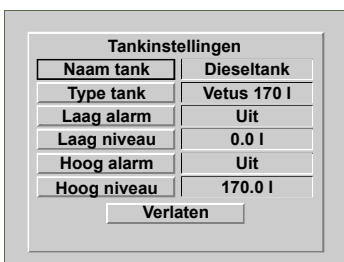 Tankinstellingen
Naam tank Dieseltank
Type tank Vetus 170 l
Laag alarm Uit
Laag niveau 0.0 l
Hoog alarm Uit
Hoog niveau 170.0 l
Verlaten